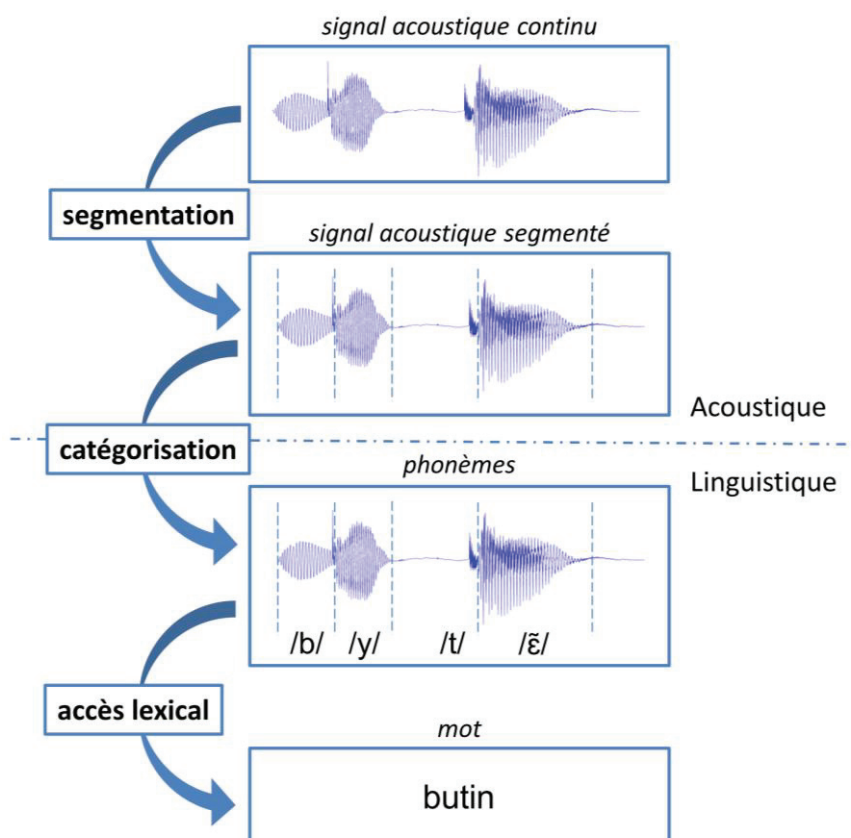 signal acoustique continu
segmentation
signal acoustique segmenté
Acoustique
catégorisation
phonèmes
Linguistique
/b/ /y/ /t/ /ɛ̃/
accès lexical
mot
butin